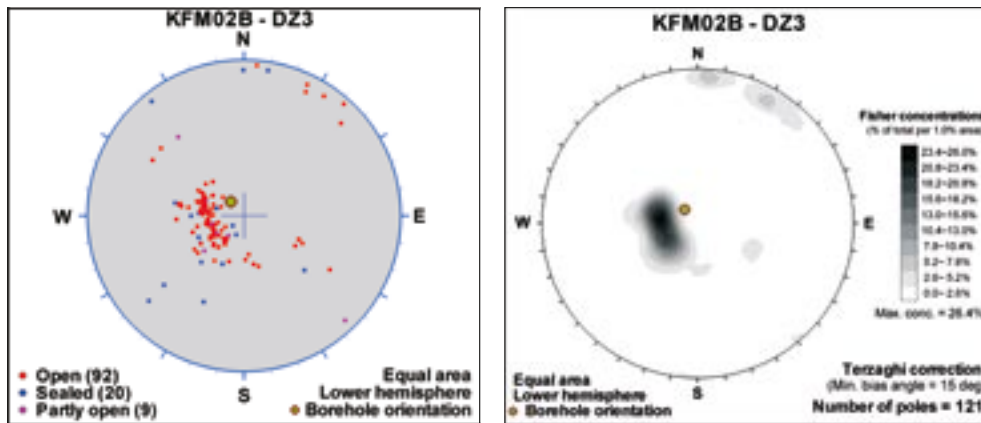 KFM02B - DZ3
N
W
E
S
Open (92)
Sealed (20)
Partly open (9)
Equal area
Lower hemisphere
Borehole orientation
KFM02B - DZ3
N
W
E
S
Fisher concentrations
(% of total per 1.0% area)
23.4~26.0%
20.8~23.4%
18.2~20.8%
15.6~18.2%
13.0~15.6%
10.4~13.0%
7.8~10.4%
5.2~7.8%
2.6~5.2%
0.0~2.6%
Max. conc. = 26.4%
Equal area
Lower hemisphere
Borehole orientation
Terzaghi correction
(Min. bias angle = 15 deg
Number of poles = 121